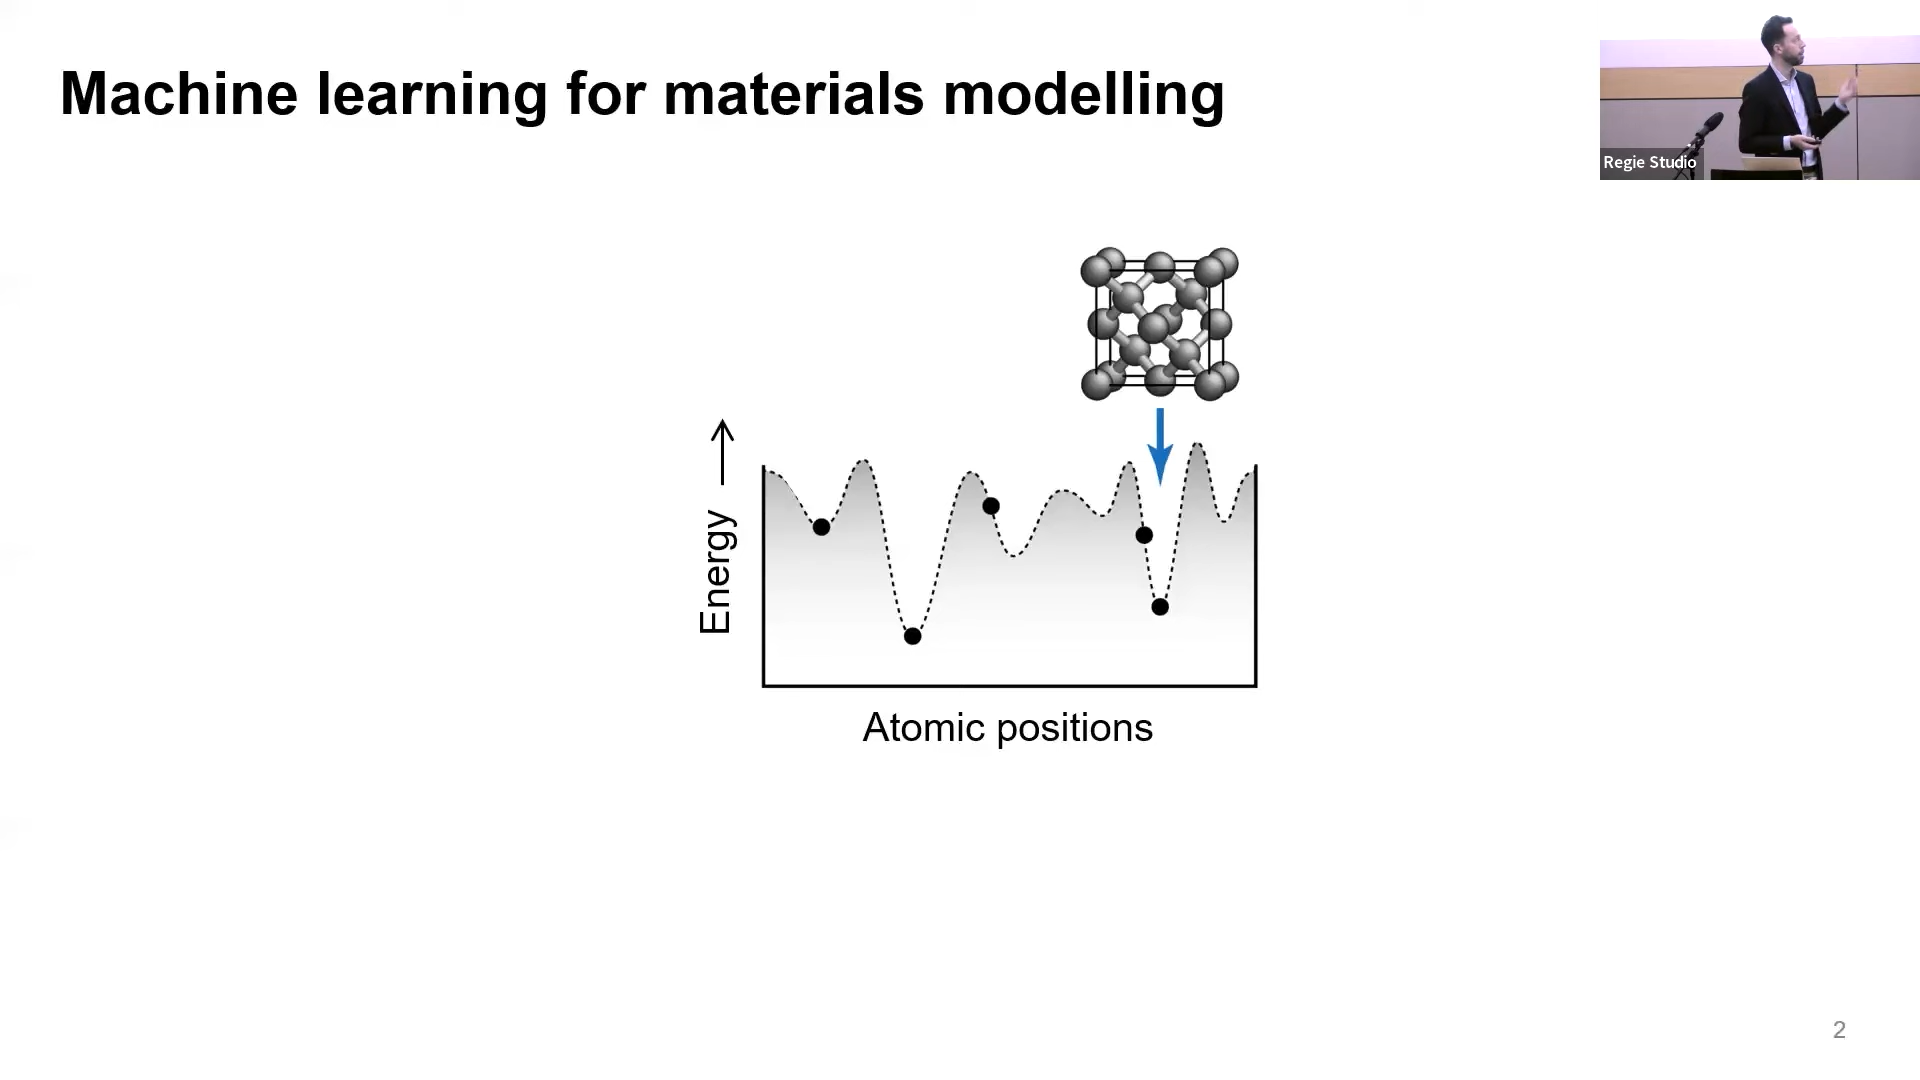 Machine learning for materials modelling
Regie Studio
Energy
Atomic positions
2